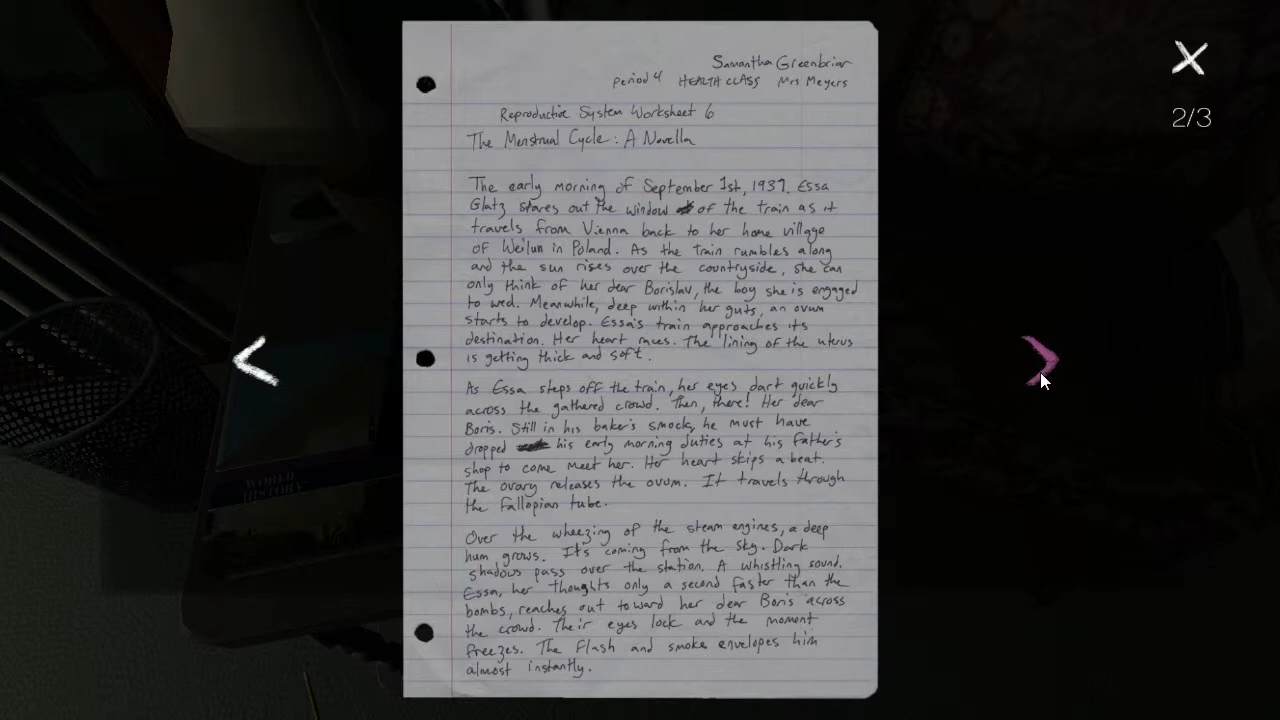 Samantha Greenbriar
period 4 HEALTH CLASS Mrs Meyers
Reproductive System Worksheet 6
The Menstrual Cycle: A Novella
The early morning of September 1st, 1939. Essa
Glatz stares out the window of the train as it
travels from Vienna back to her home village
of Weilun in Poland. As the train rumbles along
and the sun rises over the countryside, she can
only think of her dear Borislav, the boy she is engaged
to wed. Meanwhile, deep within her guts, an ovum
starts to develop. Essa's train approaches its
destination. Her heart races. The lining of the uterus
is getting thick and soft.
As Essa steps off the train, her eyes dart quickly
across the gathered crowd. Then, there! Her dear
Boris. Still in his baker's smock, he must have
dropped his early morning duties at his father's
shop to come meet her. Her heart skips a beat.
The ovary releases the ovum. It travels through
the fallopian tube.
Over the wheezing of the steam engines, a deep
hum grows. It's coming from the sky. Dark
shadows pass over the station. A whistling sound.
Essa, her thoughts only a second faster than the
bombs, reaches out toward her dear Boris across
the crowd. Their eyes lock and the moment
freezes. The flash and smoke envelopes him
almost instantly.
2/3
WORLD
HISTORY